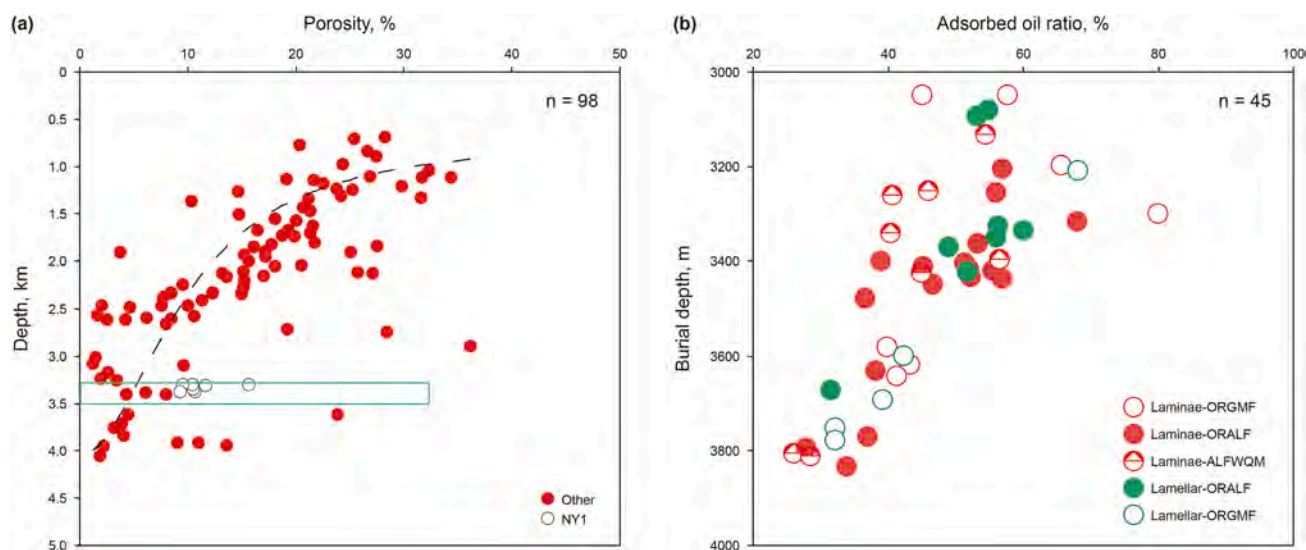 (a)
Porosity, %
0
10
20
30
40
50
0
0.5
1.0
1.5
2.0
2.5
3.0
3.5
4.0
4.5
5.0
Depth, km
n = 98
Other
NY1
(b)
Adsorbed oil ratio, %
20
40
60
80
100
3000
3200
3400
3600
3800
4000
Burial depth, m
n = 45
Laminae-ORGMF
Laminae-ORALF
Laminae-ALFWQM
Lamellar-ORALF
Lamellar-ORGMF